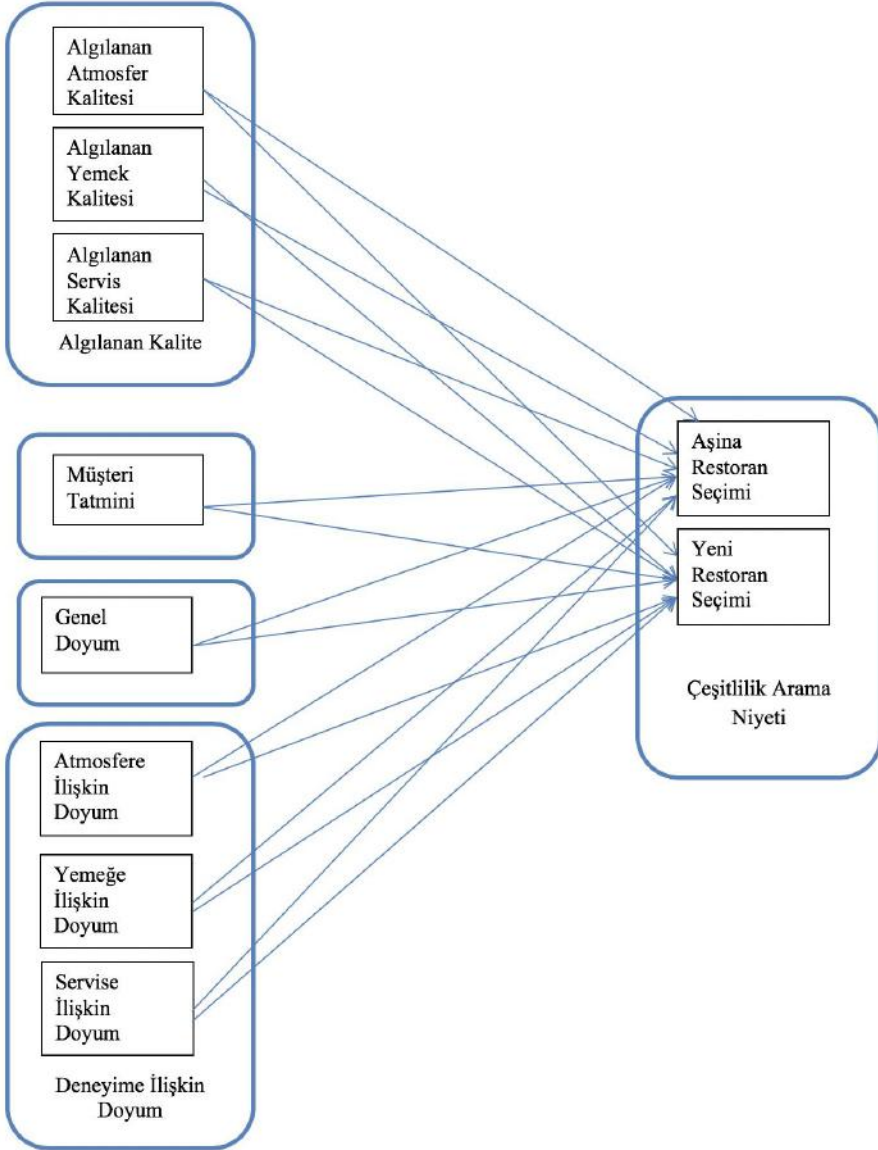 Algılanan
Atmosfer
Kalitesi
Algılanan
Yemek
Kalitesi
Algılanan
Servis
Kalitesi
Algılanan Kalite
Müşteri
Tatmini
Genel
Doyum
Atmosfere
İlişkin
Doyum
Yemeğe
İlişkin
Doyum
Servise
İlişkin
Doyum
Deneyime İlişkin
Doyum
Aşina
Restoran
Seçimi
Yeni
Restoran
Seçimi
Çeşitlilik Arama
Niyeti